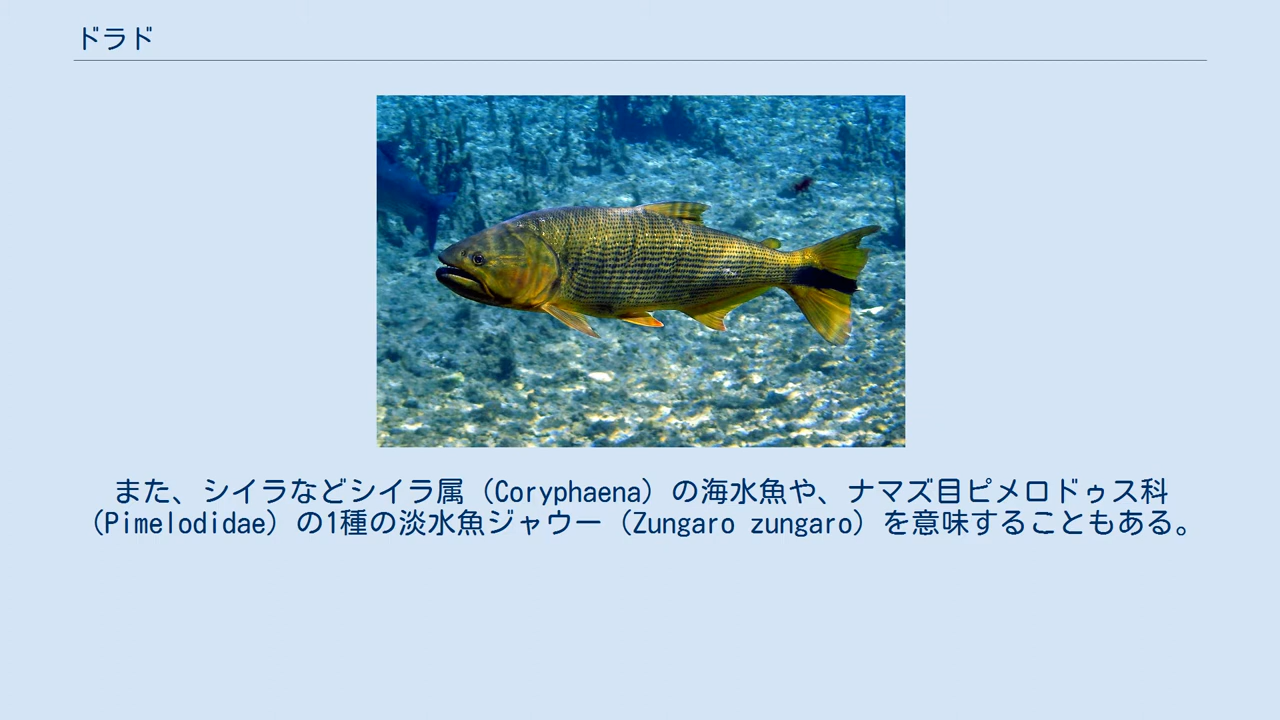 ドラド
また、シイラなどシイラ属（Coryphaena）の海水魚や、ナマズ目ピメロドゥス科
（Pimelodidae）の1種の淡水魚ジャウー（Zungaro zungaro）を意味することもある。